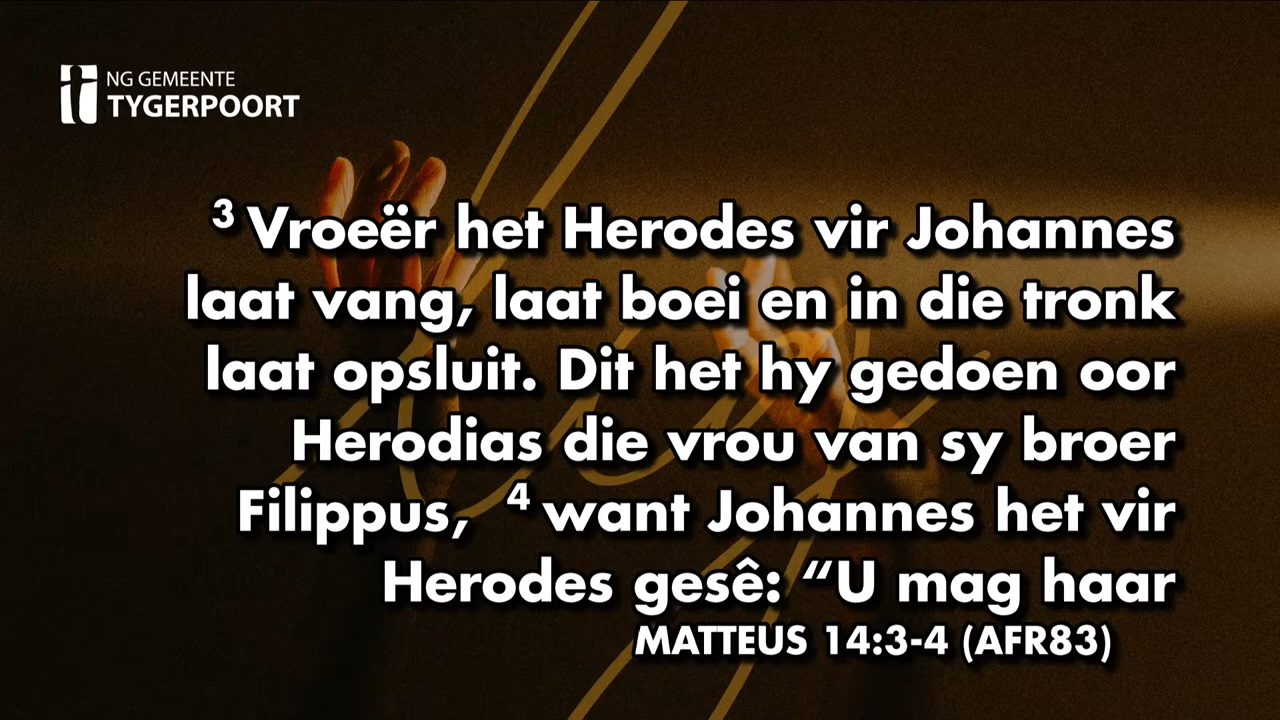 NG GEMEENTE
TYGERPOORT
3 Vroeër het Herodes vir Johannes
laat vang, laat boei en in die tronk
laat opsluit. Dit het hy gedoen oor
Herodias die vrou van sy broer
Filippus, 4 want Johannes het vir
Herodes gesê: “U mag haar
MATTEUS 14:3-4 (AFR83)